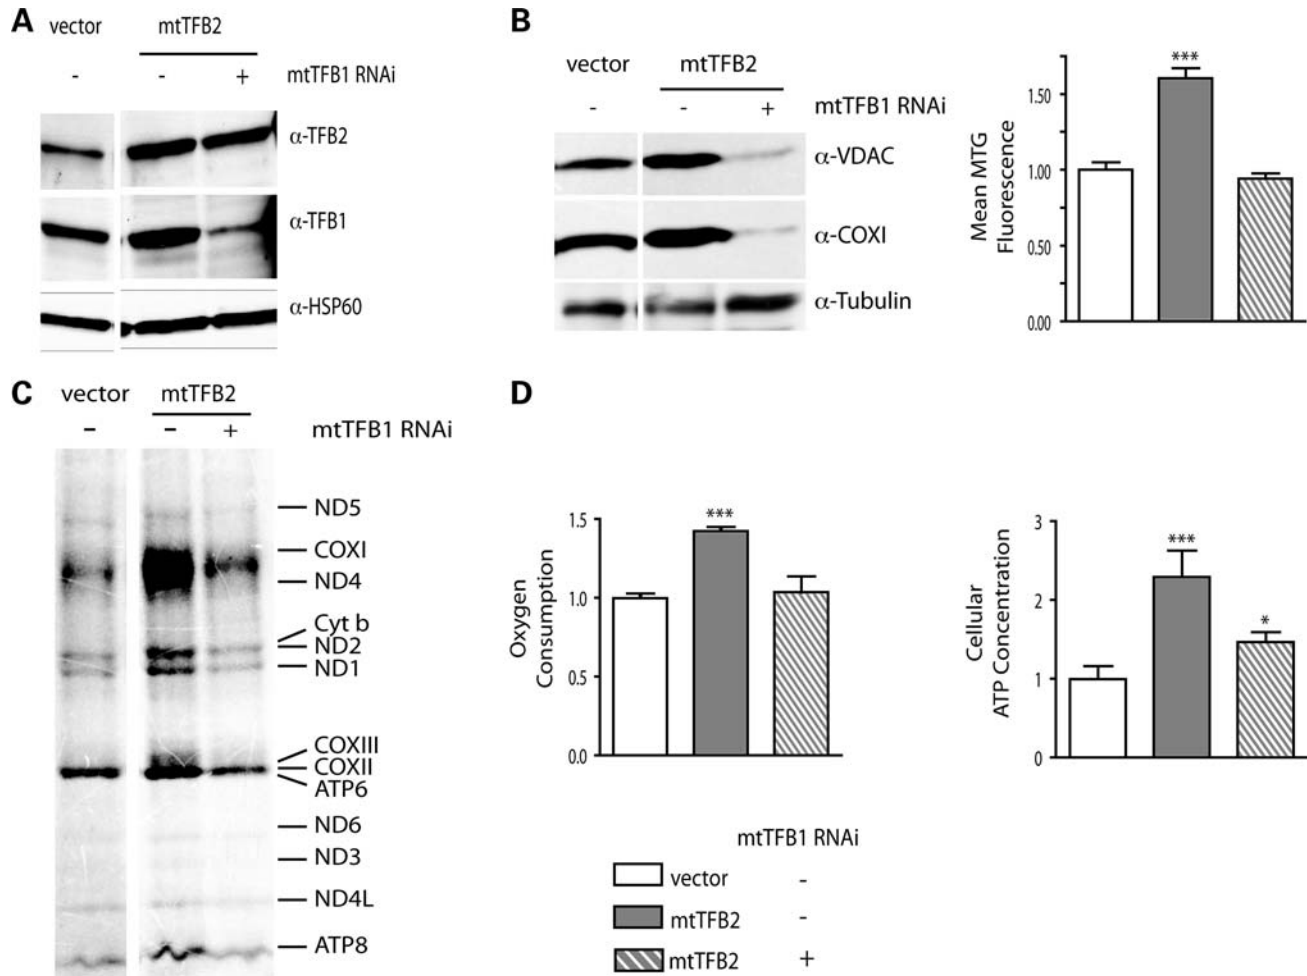 A
vector
mtTFB2
-
-
+
mtTFB1 RNAi
α-TFB2
α-TFB1
α-HSP60
B
vector
mtTFB2
-
-
+
mtTFB1 RNAi
α-VDAC
α-COXI
α-Tubulin
Mean MTG
Fluorescence
1.50
1.00
0.50
0.00
***
C
vector
mtTFB2
-
-
+
mtTFB1 RNAi
ND5
COXI
ND4
Cyt b
ND2
ND1
COXIII
COXII
ATP6
ND6
ND3
ND4L
ATP8
D
Oxygen
Consumption
1.5
1.0
0.5
0.0
***
Cellular
ATP Concentration
3
2
1
0
***
*
mtTFB1 RNAi
vector -
mtTFB2 -
mtTFB2 +